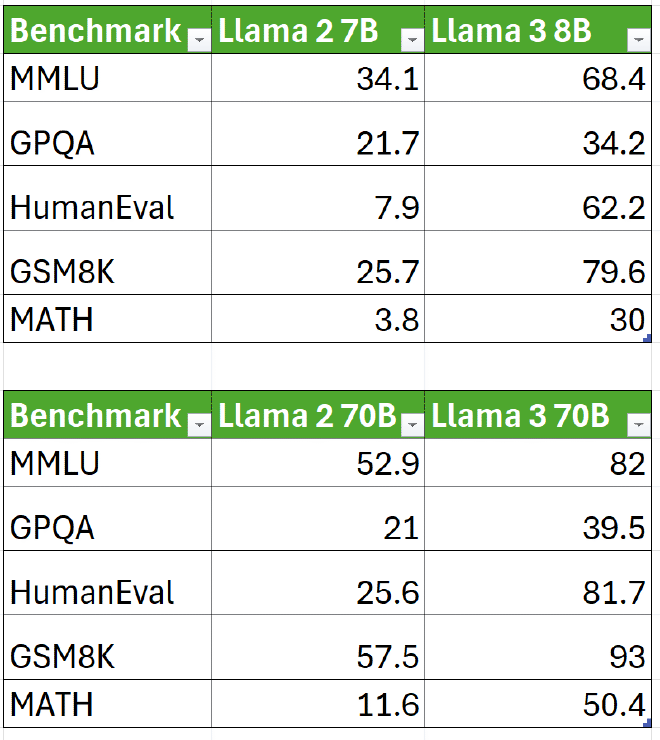 Benchmark Llama 2 7B Llama 3 8B
MMLU 34.1 68.4
GPQA 21.7 34.2
HumanEval 7.9 62.2
GSM8K 25.7 79.6
MATH 3.8 30
Benchmark Llama 2 70B Llama 3 70B
MMLU 52.9 82
GPQA 21 39.5
HumanEval 25.6 81.7
GSM8K 57.5 93
MATH 11.6 50.4